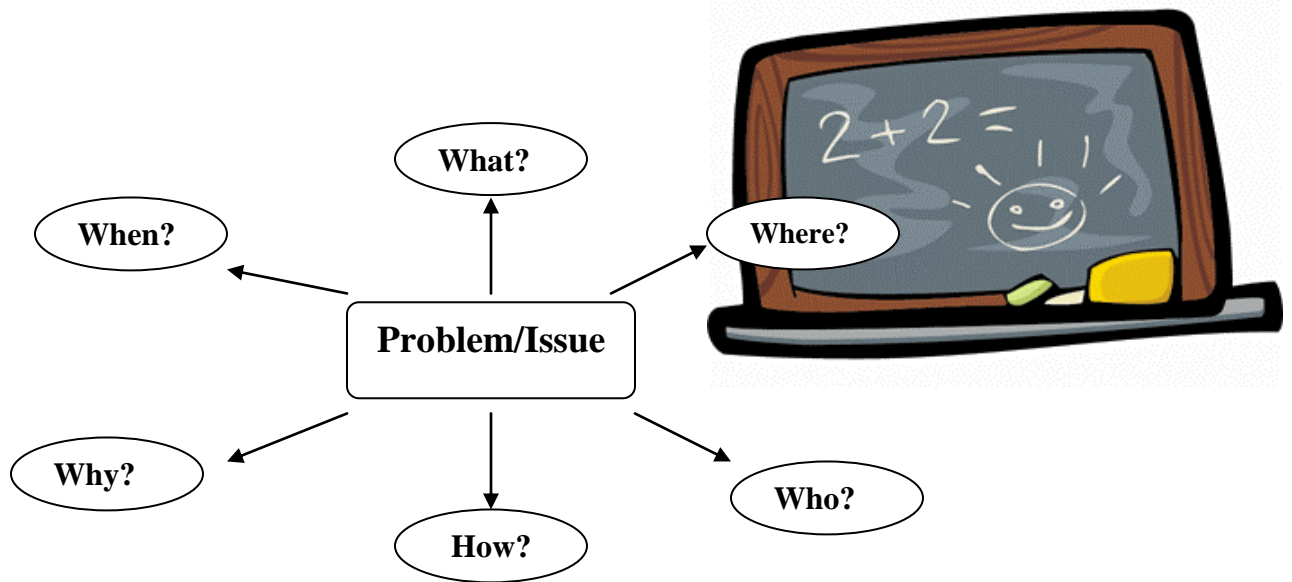 2 + 2 =
What?
When?
Where?
Problem/Issue
Why?
Who?
How?